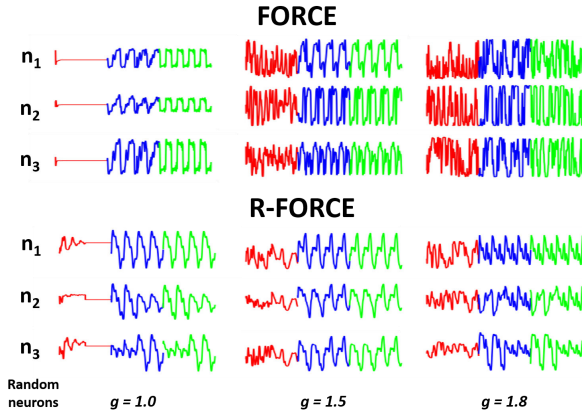 FORCE
n1
n2
n3
R-FORCE
n1
n2
n3
Random
neurons
g = 1.0
g = 1.5
g = 1.8